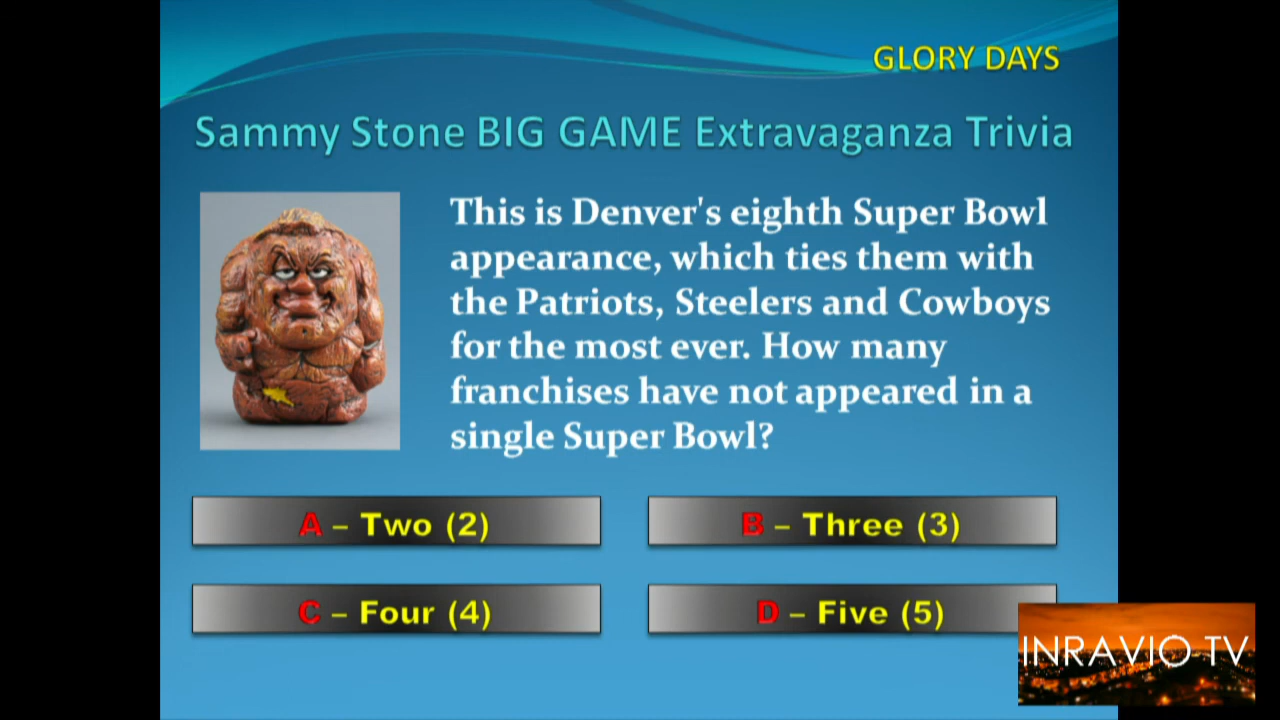 GLORY DAYS
Sammy Stone BIG GAME Extravaganza Trivia
This is Denver's eighth Super Bowl
appearance, which ties them with
the Patriots, Steelers and Cowboys
for the most ever. How many
franchises have not appeared in a
single Super Bowl?
A – Two (2)
B – Three (3)
C – Four (4)
D – Five (5)
INRAVIO TV